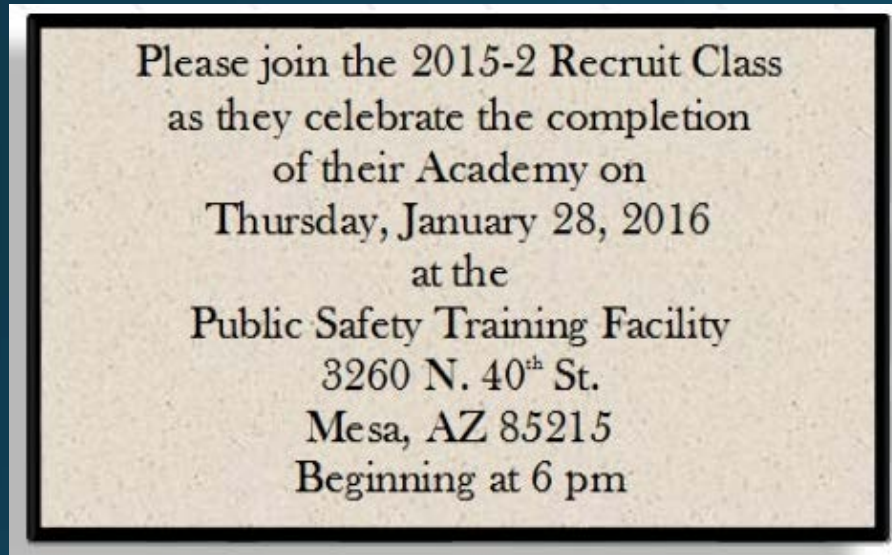 Please join the 2015-2 Recruit Class
as they celebrate the completion
of their Academy on
Thursday, January 28, 2016
at the
Public Safety Training Facility
3260 N. 40th St.
Mesa, AZ 85215
Beginning at 6 pm